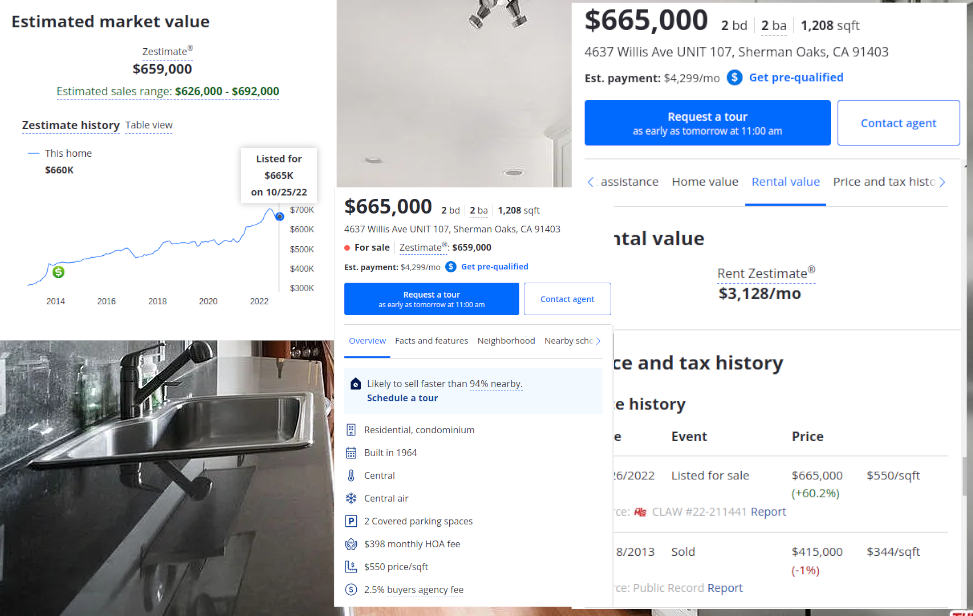 Estimated market value
Zestimate®
$659,000
Estimated sales range: $626,000 - $692,000
Zestimate history Table view
This home
$660K
Listed for
$665K
on 10/25/22
$700K
$600K
$500K
$400K
$300K
$
2014 2016 2018 2020 2022
$665,000 2 bd 2 ba 1,208 sqft
4637 Willis Ave UNIT 107, Sherman Oaks, CA 91403
For sale Zestimate®: $659,000
Est. payment: $4,299/mo $ Get pre-qualified
Request a tour
as early as tomorrow at 11:00 am
Contact agent
Overview Facts and features Neighborhood Nearby scho
Likely to sell faster than 94% nearby.
Schedule a tour
Residential, condominium
Built in 1964
Central
Central air
P 2 Covered parking spaces
$398 monthly HOA fee
$550 price/sqft
$ 2.5% buyers agency fee
$665,000 2 bd 2 ba 1,208 sqft
4637 Willis Ave UNIT 107, Sherman Oaks, CA 91403
Est. payment: $4,299/mo $ Get pre-qualified
Request a tour
as early as tomorrow at 11:00 am
Contact agent
assistance Home value Rental value Price and tax histo
ntal value
Rent Zestimate®
$3,128/mo
ce and tax history
e history
e Event Price
26/2022 Listed for sale $665,000 $550/sqft
(+60.2%)
rce: CLAW #22-211441 Report
8/2013 Sold $415,000 $344/sqft
(-1%)
rce: Public Record Report